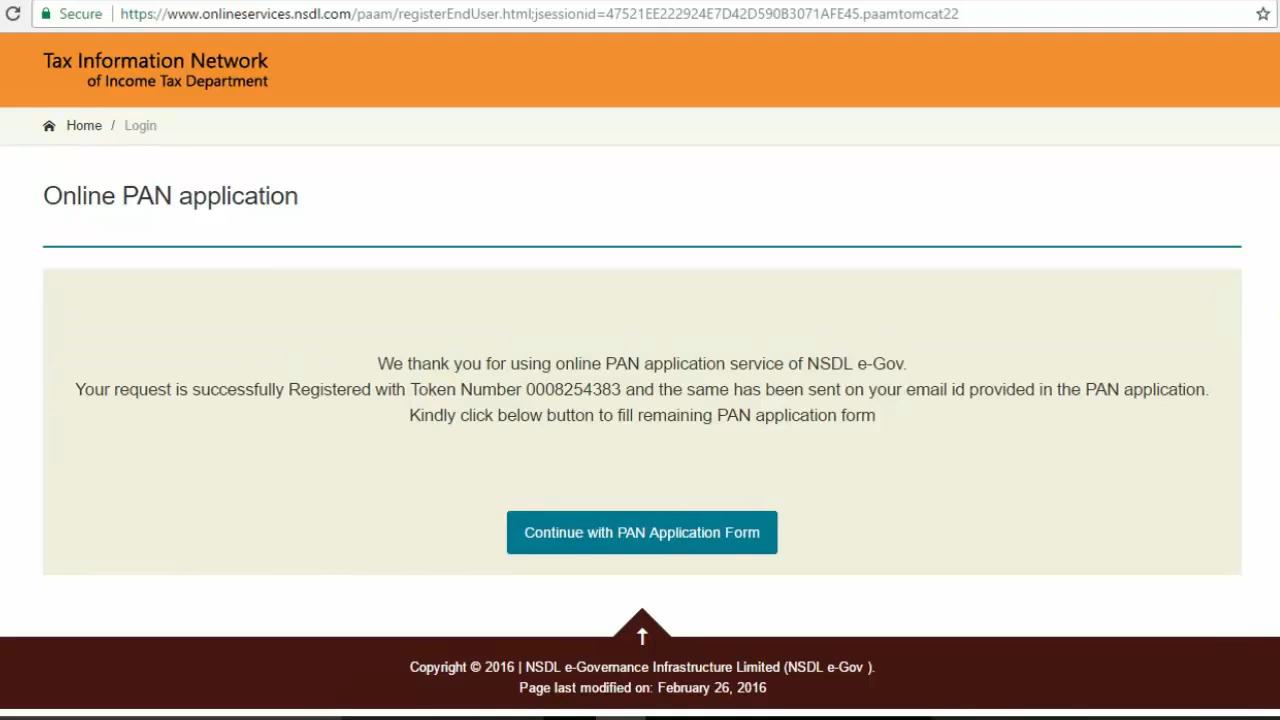 Secure
https://www.onlineservices.nsdl.com/paam/registerEndUser.html;jsessionid=47521EE222924E7D42D590B3071AFE45.paamtomcat22
Tax Information Network
of Income Tax Department
Home / Login
Online PAN application
We thank you for using online PAN application service of NSDL e-Gov.
Your request is successfully Registered with Token Number 0008254383 and the same has been sent on your email id provided in the PAN application.
Kindly click below button to fill remaining PAN application form
Continue with PAN Application Form
Copyright © 2016 | NSDL e-Governance Infrastructure Limited (NSDL e-Gov ).
Page last modified on: February 26, 2016